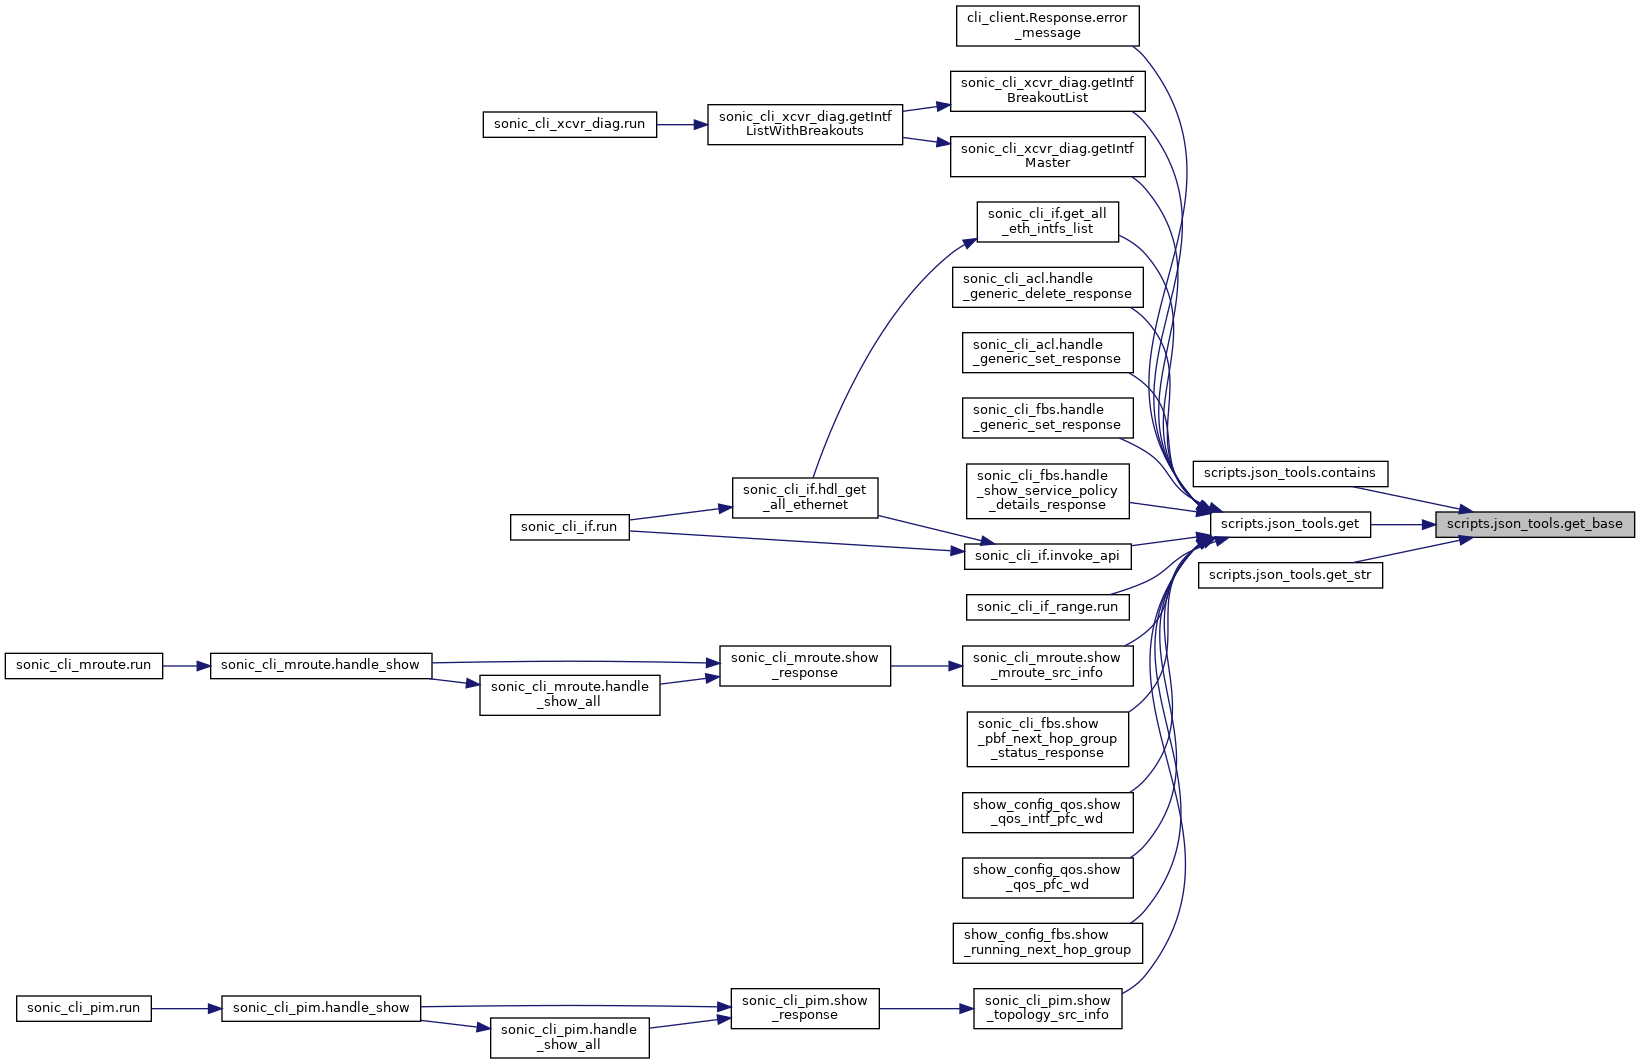 cli_client.Response.error
_message
sonic_cli_xcvr_diag.getIntf
BreakoutList
sonic_cli_xcvr_diag.run
sonic_cli_xcvr_diag.getIntf
ListWithBreakouts
sonic_cli_xcvr_diag.getIntf
Master
sonic_cli_if.get_all
_eth_intfs_list
sonic_cli_acl.handle
_generic_delete_response
sonic_cli_acl.handle
_generic_set_response
sonic_cli_fbs.handle
_generic_set_response
sonic_cli_fbs.handle
_show_service_policy
_details_response
scripts.json_tools.contains
sonic_cli_if.hdl_get
_all_ethernet
sonic_cli_if.run
scripts.json_tools.get
scripts.json_tools.get_base
sonic_cli_if.invoke_api
scripts.json_tools.get_str
sonic_cli_if_range.run
sonic_cli_mroute.run
sonic_cli_mroute.handle_show
sonic_cli_mroute.handle
_show_all
sonic_cli_mroute.show
_response
sonic_cli_mroute.show
_mroute_src_info
sonic_cli_fbs.show
_pbf_next_hop_group
_status_response
show_config_qos.show
_qos_intf_pfc_wd
show_config_qos.show
_qos_pfc_wd
show_config_fbs.show
_running_next_hop_group
sonic_cli_pim.run
sonic_cli_pim.handle_show
sonic_cli_pim.handle
_show_all
sonic_cli_pim.show
_response
sonic_cli_pim.show
_topology_src_info